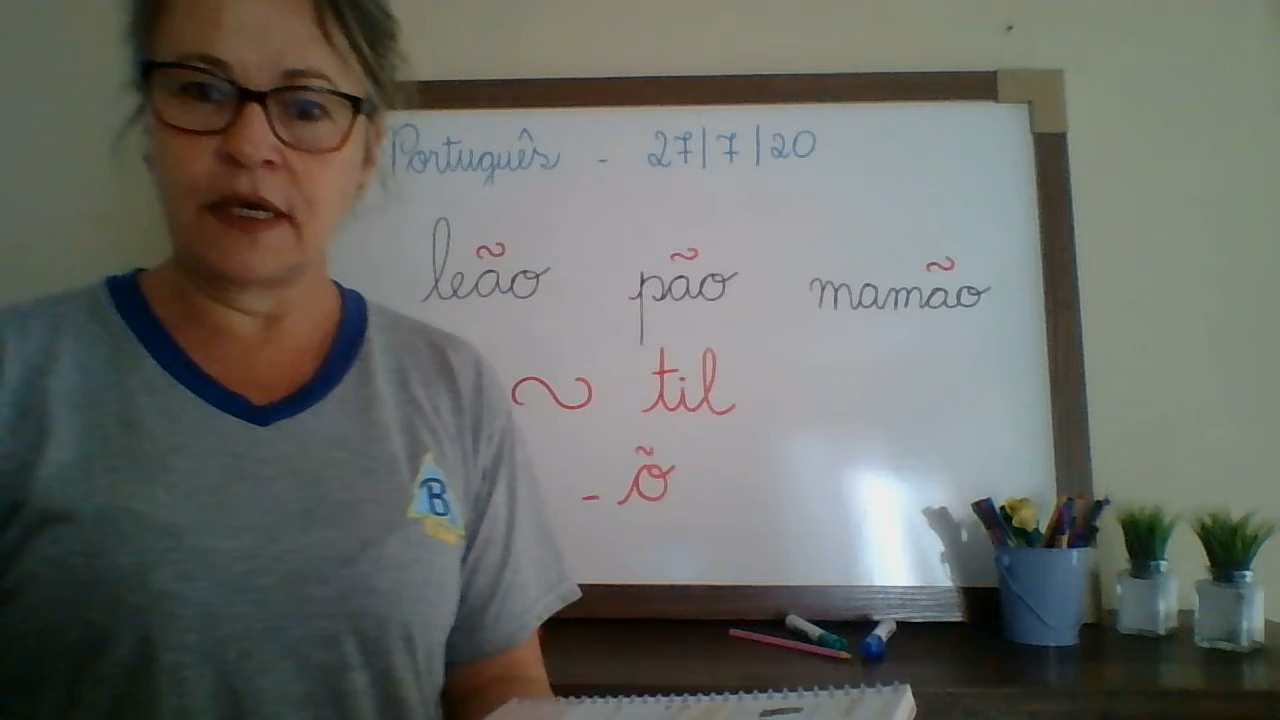 Português - 27/7/20
leão pão mamão
~ til
- õ
B